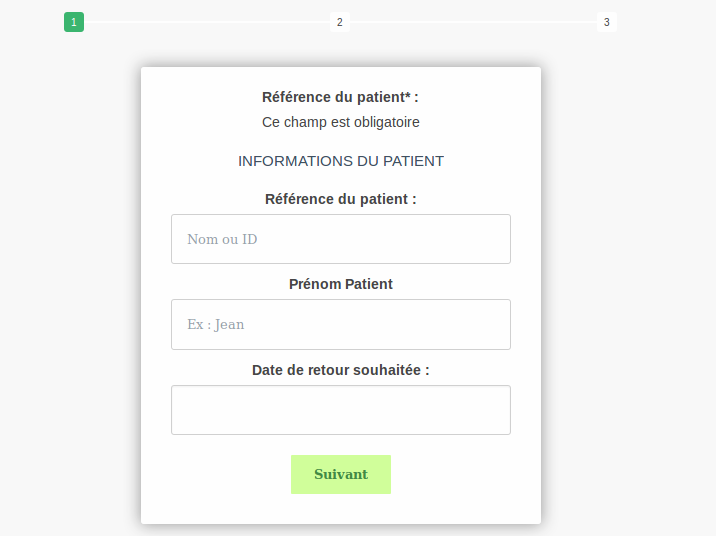 1
2
3
Référence du patient* :
Ce champ est obligatoire
INFORMATIONS DU PATIENT
Référence du patient :
Nom ou ID
Prénom Patient
Ex : Jean
Date de retour souhaitée :
Suivant